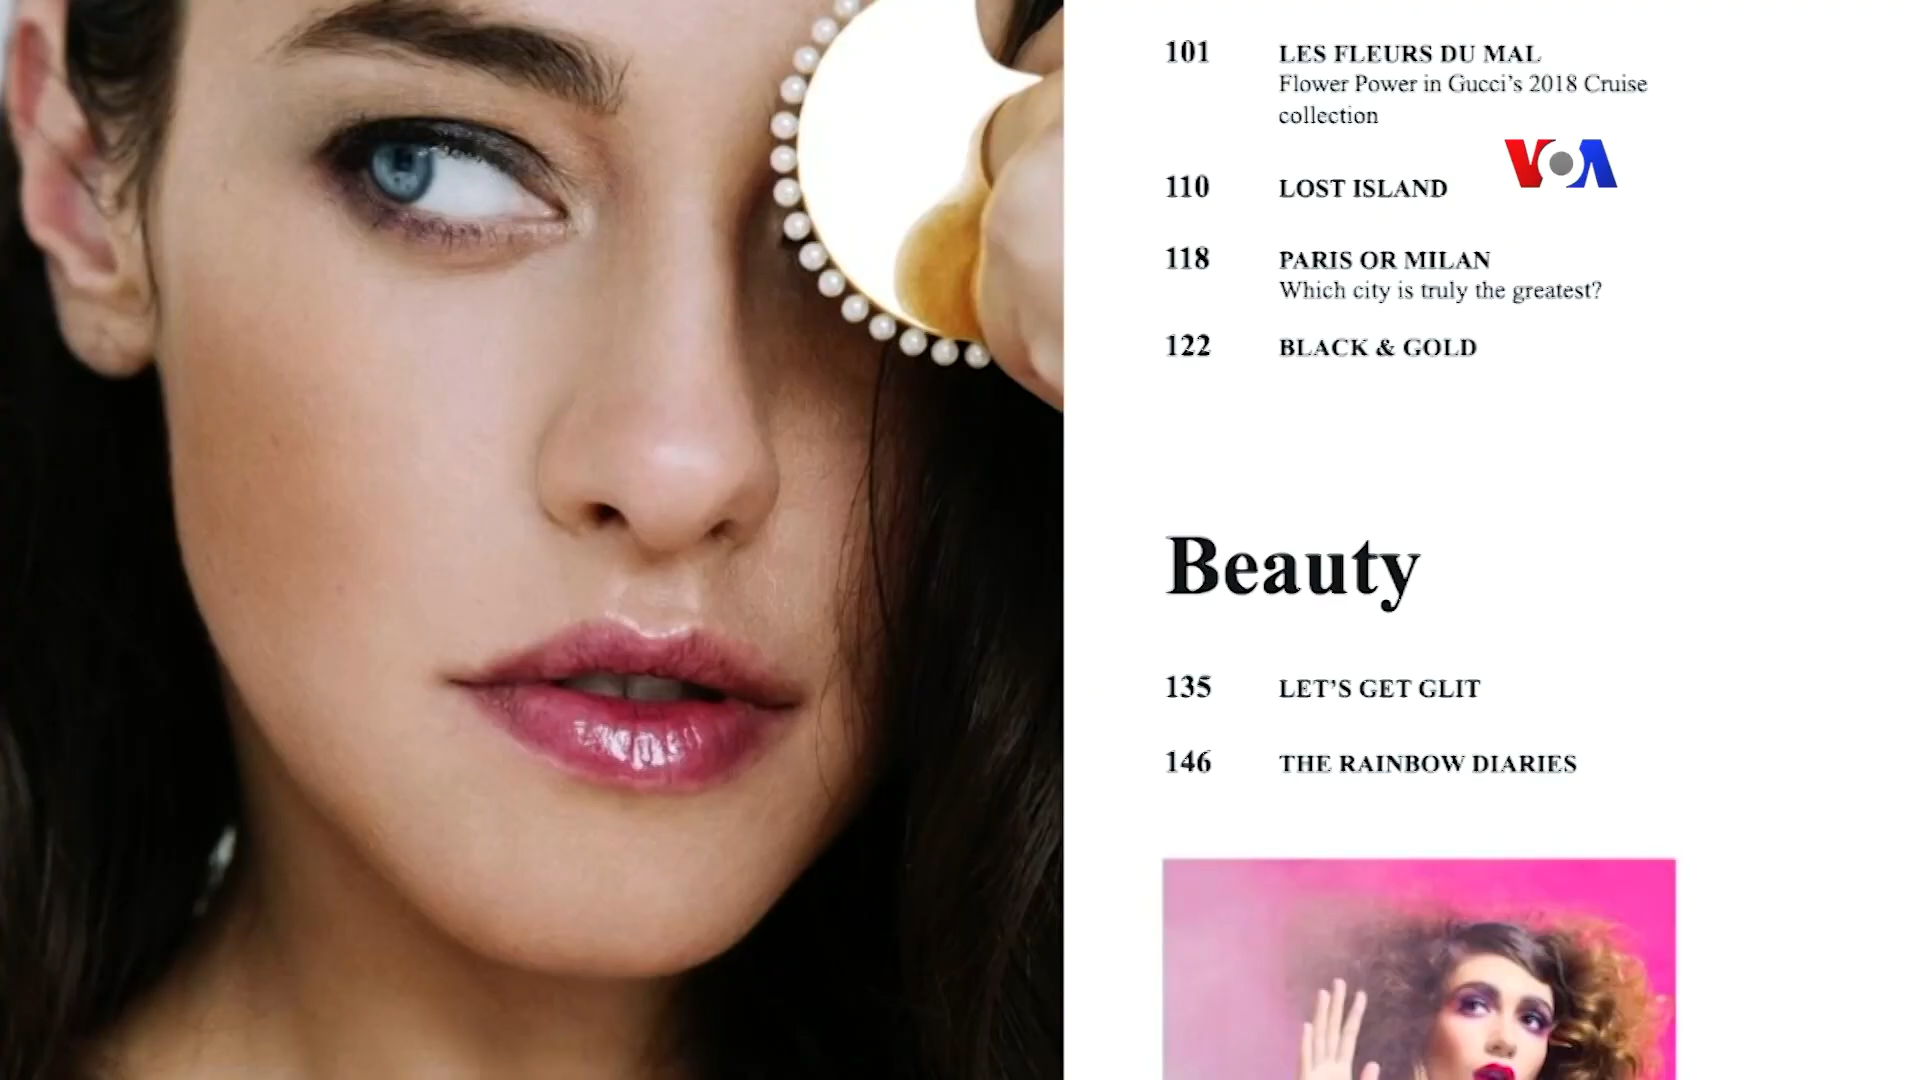 101 LES FLEURS DU MAL
Flower Power in Gucci's 2018 Cruise
collection
VOA
110 LOST ISLAND
118 PARIS OR MILAN
Which city is truly the greatest?
122 BLACK & GOLD
Beauty
135 LET'S GET GLIT
146 THE RAINBOW DIARIES